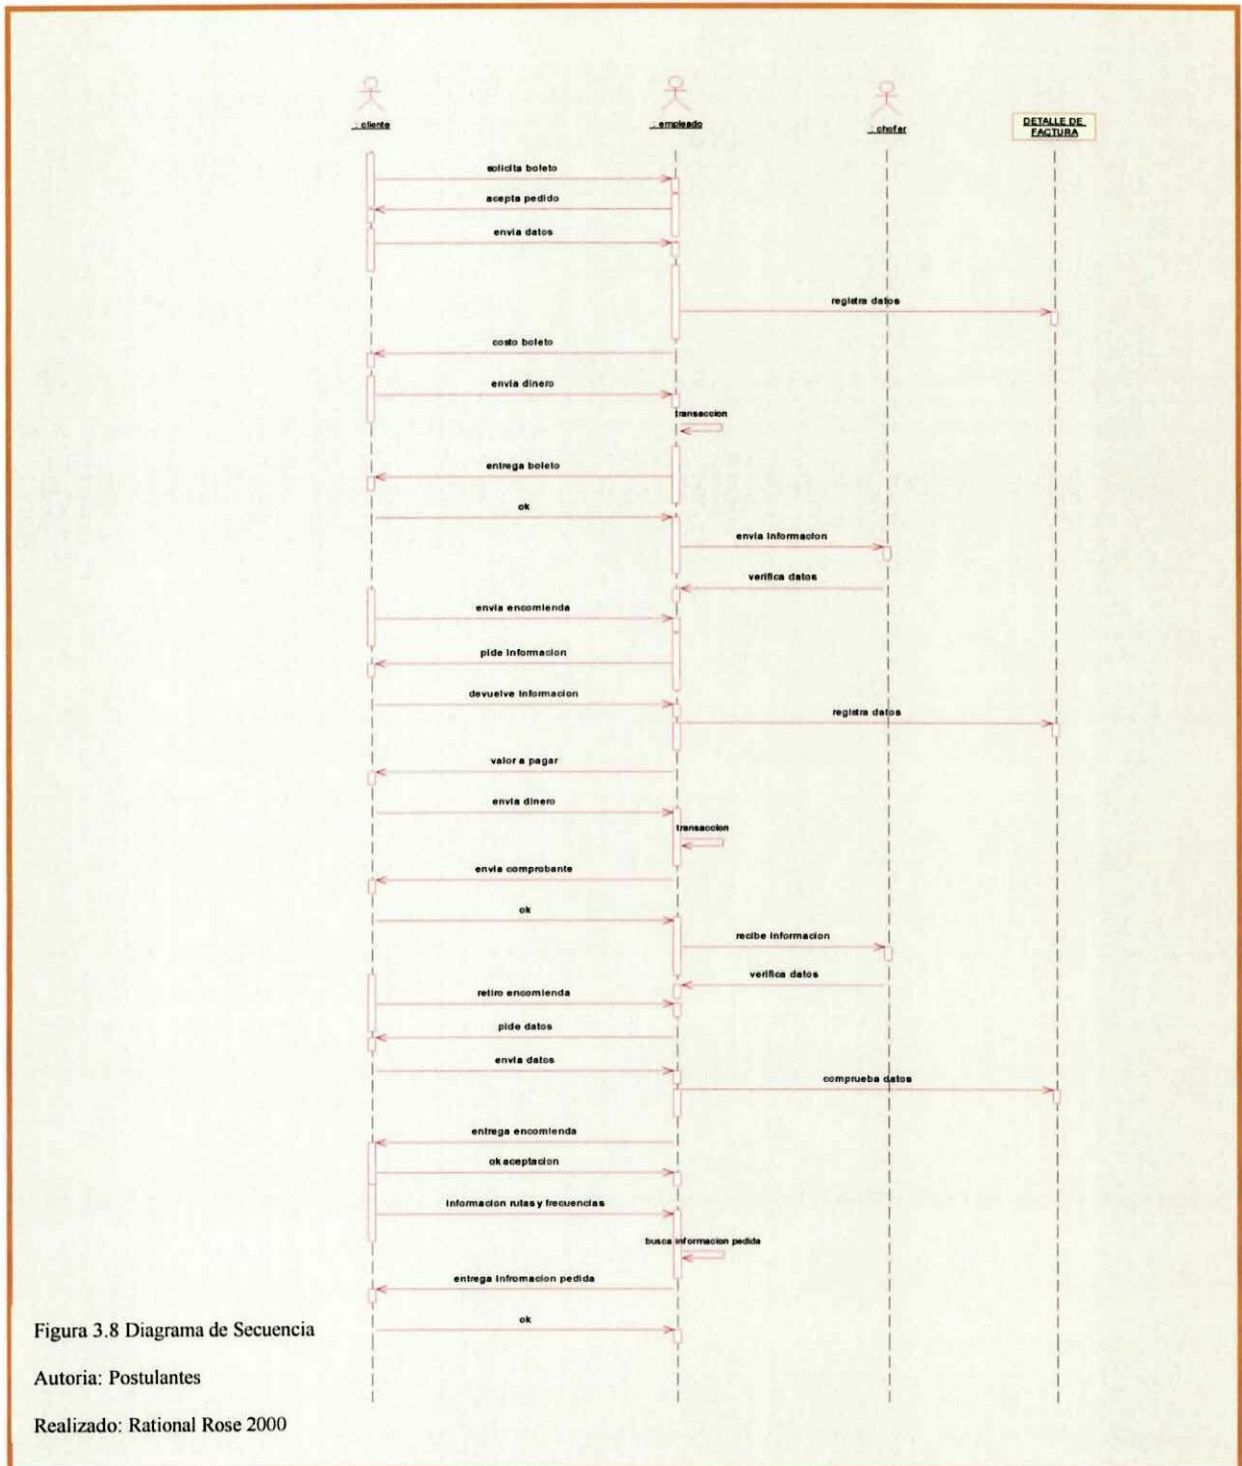 : cliente
: empleado
: chofer
DETALLE DE
FACTURA
solicita boleto
acepta pedido
envia datos
registra datos
costo boleto
envia dinero
transaccion
entrega boleto
ok
envia informacion
verifica datos
envia encomienda
pide informacion
devuelve informacion
registra datos
valor a pagar
envia dinero
transaccion
envia comprobante
ok
recibe informacion
verifica datos
retiro encomienda
pide datos
envia datos
comprueba datos
entrega encomienda
ok aceptacion
informacion rutas y frecuencias
busca informacion pedida
entrega infromacion pedida
ok
Figura 3.8 Diagrama de Secuencia
Autoria: Postulantes
Realizado: Rational Rose 2000